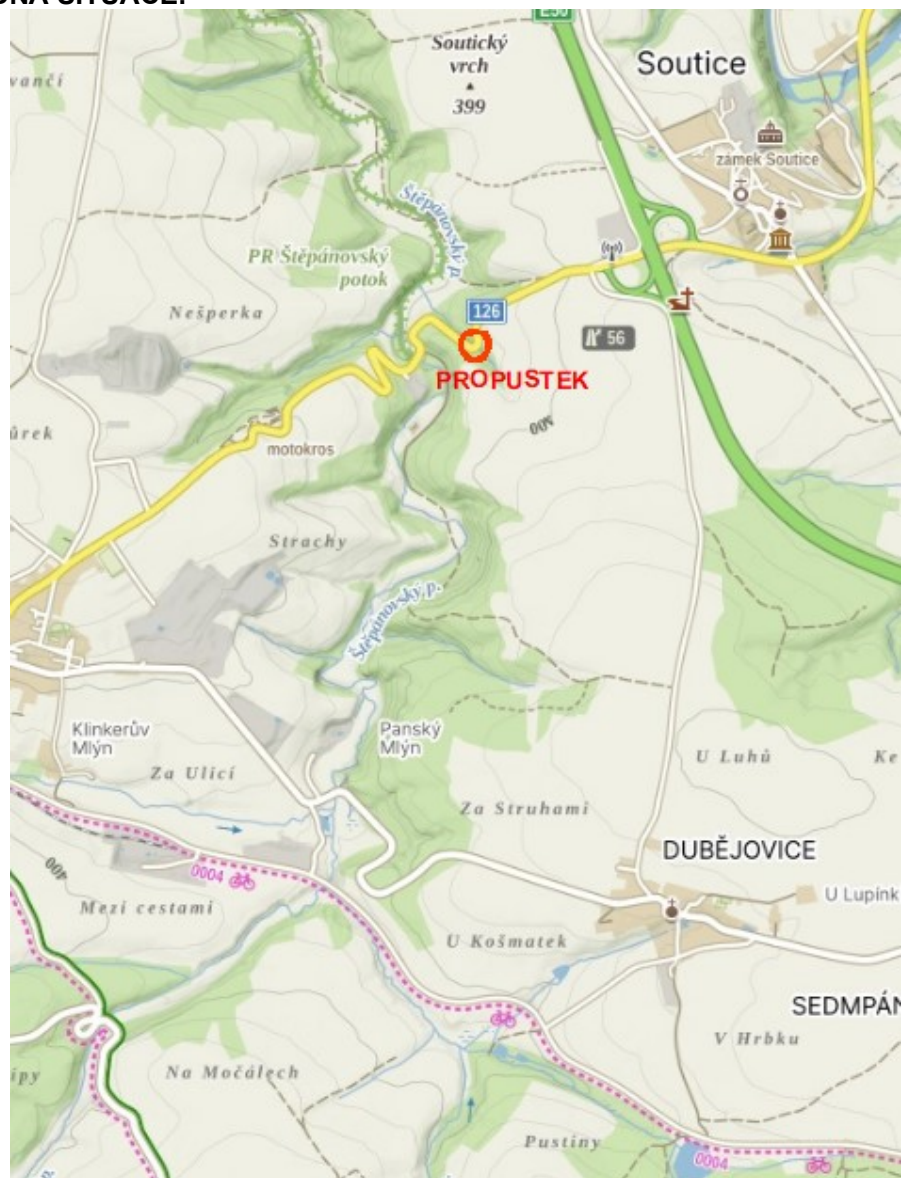 E50
Soutický
vrch
399
Soutice
zámek Soutice
Štěpánovský p.
PR Štěpánovský
potok
Nešperka
126
56
PROPUSTEK
400
motokros
Strachy
Štěpánovský p.
Klinkerův
Mlýn
Panský
Mlýn
Za Ulicí
U Luhů
Za Struhami
DUBĚJOVICE
400
0004
U Lupínk
Mezi cestami
U Košmatek
SEDMPÁN
V Hrbku
Na Močálech
Pustiny
0004